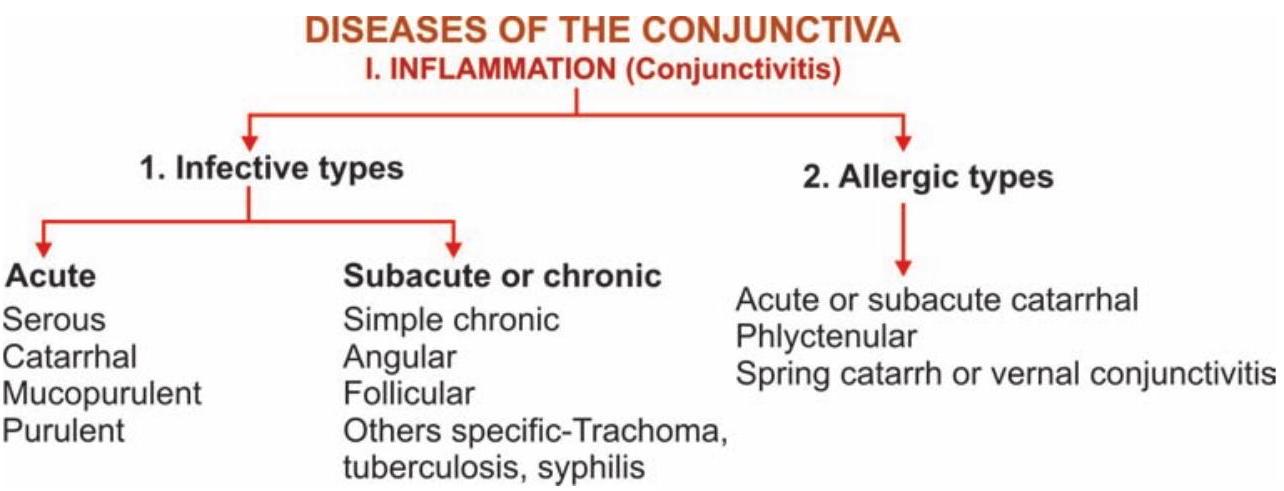 DISEASES OF THE CONJUNCTIVA
I. INFLAMMATION (Conjunctivitis)
1. Infective types
2. Allergic types
Acute
Serous
Catarrhal
Mucopurulent
Purulent
Subacute or chronic
Simple chronic
Angular
Follicular
Others specific-Trachoma,
tuberculosis, syphilis
Acute or subacute catarrhal
Phlyctenular
Spring catarrh or vernal conjunctivitis